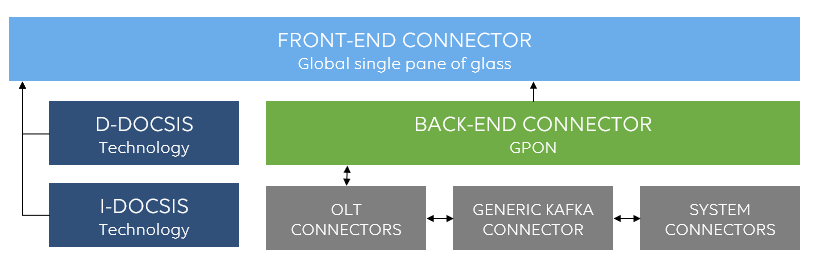 FRONT-END CONNECTOR
Global single pane of glass
D-DOCSIS
Technology
BACK-END CONNECTOR
GPON
I-DOCSIS
Technology
OLT
CONNECTORS
GENERIC KAFKA
CONNECTOR
SYSTEM
CONNECTORS